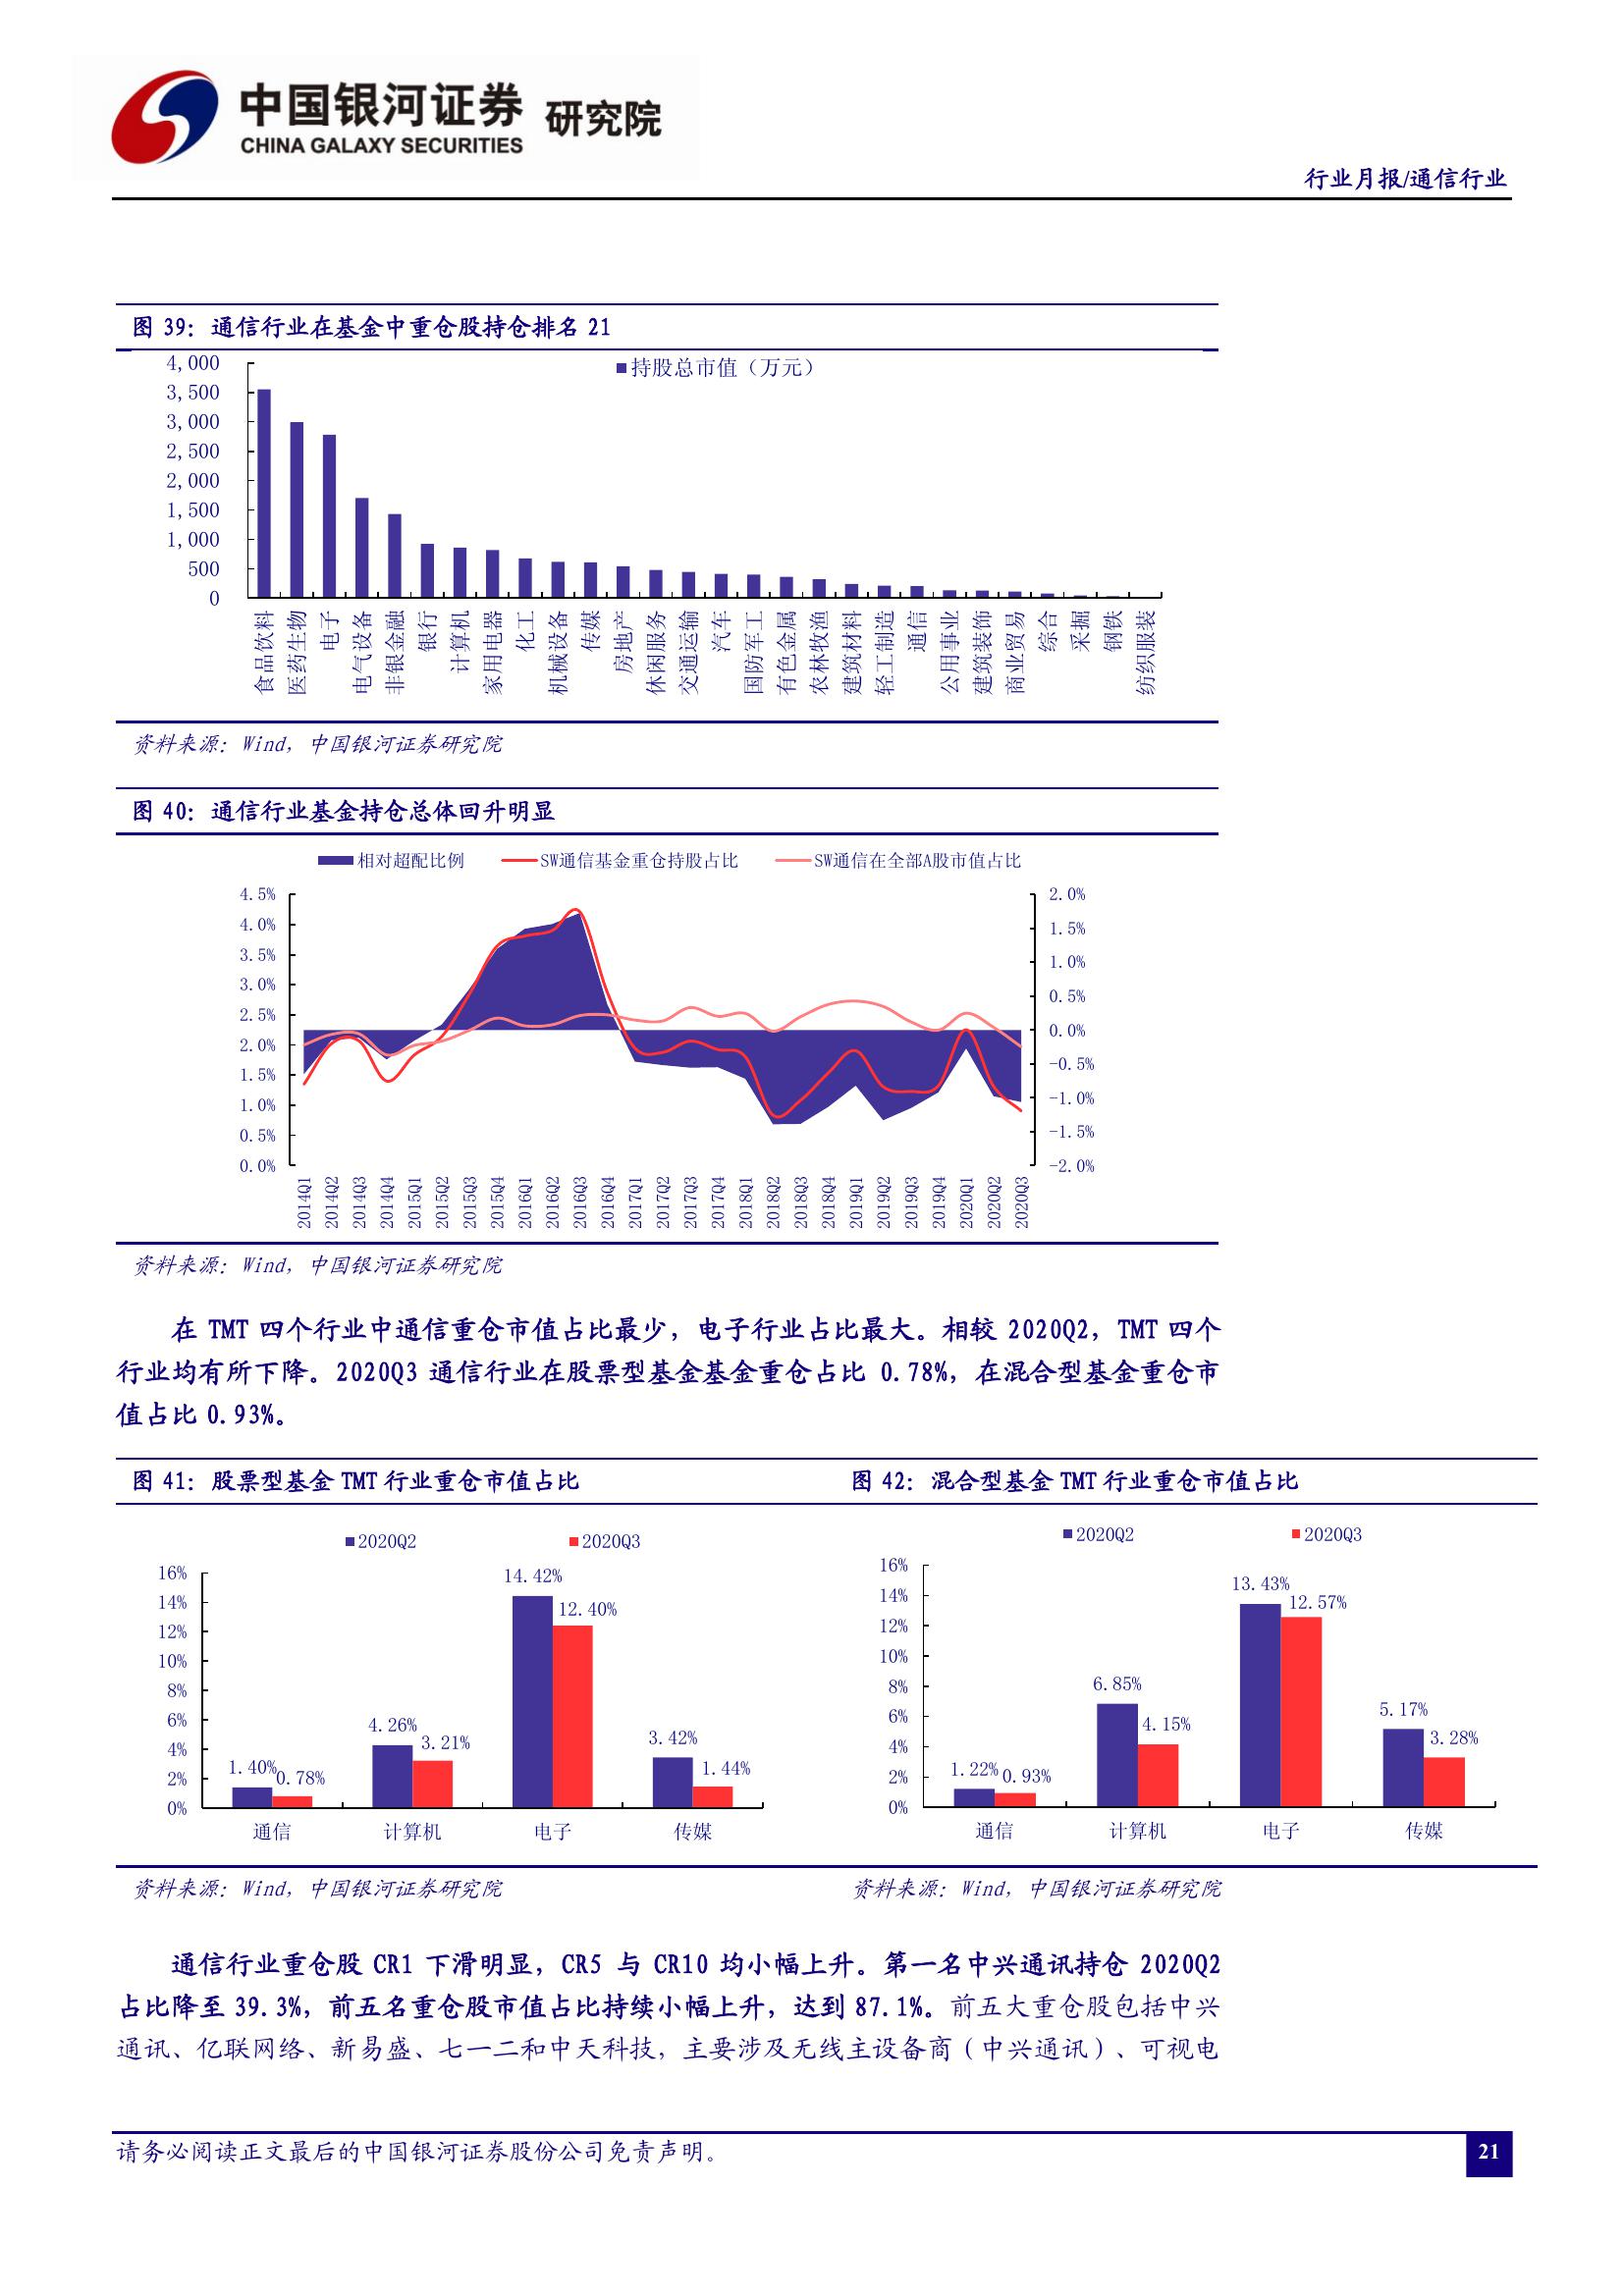 中国银河证券 研究院
CHINA GALAXY SECURITIES
行业月报/通信行业
图 39：通信行业在基金中重仓股持仓排名 21
持股总市值（万元）
4,000
3,500
3,000
2,500
2,000
1,500
1,000
500
0
食品饮料 医药生物 电子 电气设备 非银金融 银行 计算机 家用电器 化工 机械设备 传媒 房地产 休闲服务 交通运输 汽车 国防军工 有色金属 农林牧渔 建筑材料 轻工制造 通信 公用事业 建筑装饰 商业贸易 综合 采掘 钢铁 纺织服装
资料来源：Wind，中国银河证券研究院
图 40：通信行业基金持仓总体回升明显
相对超配比例 SW通信基金重仓持股占比 SW通信在全部A股市值占比
4.5%
4.0%
3.5%
3.0%
2.5%
2.0%
1.5%
1.0%
0.5%
0.0%
2.0%
1.5%
1.0%
0.5%
0.0%
-0.5%
-1.0%
-1.5%
-2.0%
2014Q1 2014Q2 2014Q3 2014Q4 2015Q1 2015Q2 2015Q3 2015Q4 2016Q1 2016Q2 2016Q3 2016Q4 2017Q1 2017Q2 2017Q3 2017Q4 2018Q1 2018Q2 2018Q3 2018Q4 2019Q1 2019Q2 2019Q3 2019Q4 2020Q1 2020Q2 2020Q3
资料来源：Wind，中国银河证券研究院
在 TMT 四个行业中通信重仓市值占比最少，电子行业占比最大。相较 2020Q2，TMT 四个
行业均有所下降。2020Q3 通信行业在股票型基金基金重仓占比 0.78%，在混合型基金重仓市
值占比 0.93%。
图 41：股票型基金 TMT 行业重仓市值占比
2020Q2 2020Q3
16%
14%
12%
10%
8%
6%
4%
2%
0%
1.40% 0.78%
4.26% 3.21%
14.42% 12.40%
3.42% 1.44%
通信 计算机 电子 传媒
资料来源：Wind，中国银河证券研究院
图 42：混合型基金 TMT 行业重仓市值占比
2020Q2 2020Q3
16%
14%
12%
10%
8%
6%
4%
2%
0%
1.22% 0.93%
6.85% 4.15%
13.43% 12.57%
5.17% 3.28%
通信 计算机 电子 传媒
资料来源：Wind，中国银河证券研究院
通信行业重仓股 CR1 下滑明显，CR5 与 CR10 均小幅上升。第一名中兴通讯持仓 2020Q2
占比降至 39.3%，前五名重仓股市值占比持续小幅上升，达到 87.1%。前五大重仓股包括中兴
通讯、亿联网络、新易盛、七一二和中天科技，主要涉及无线主设备商（中兴通讯）、可视电
请务必阅读正文最后的中国银河证券股份公司免责声明。
21